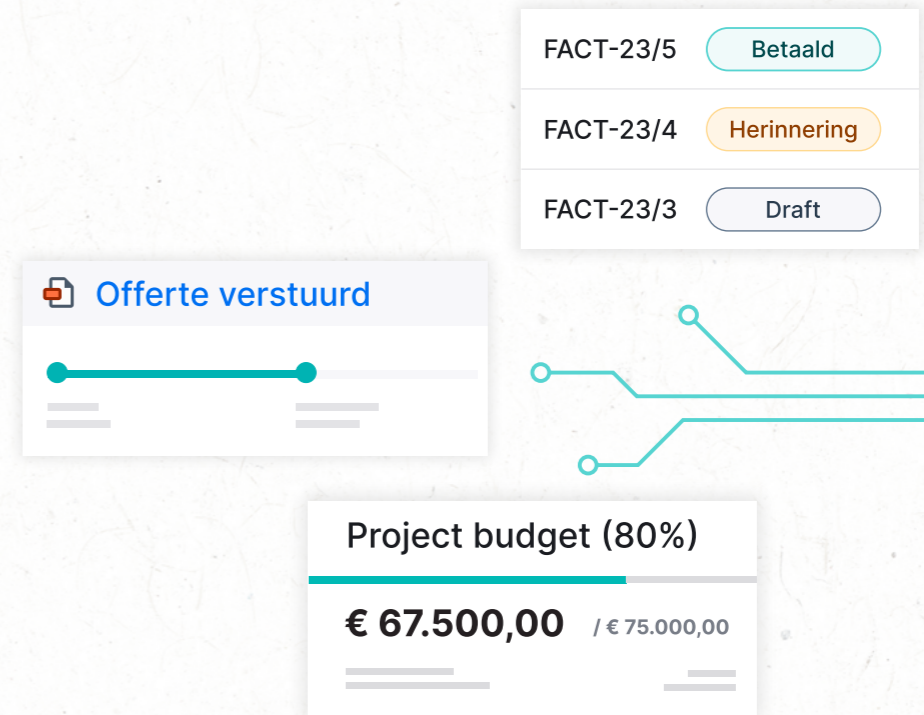 FACT-23/5 Betaald
FACT-23/4 Herinnering
FACT-23/3 Draft
Offerte verstuurd
Project budget (80%)
€ 67.500,00 / € 75.000,00